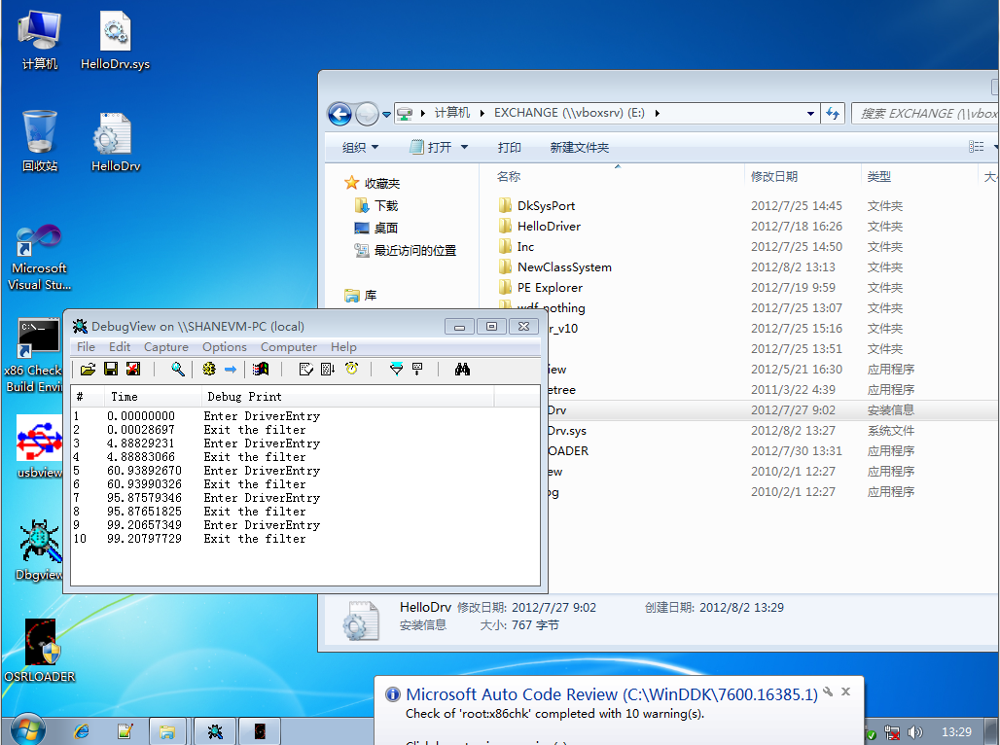 计算机
HelloDrv.sys
回收站
HelloDrv
Microsoft
Visual Stu...
x86 Check
Build Envi
usbview
Dbgview
OSRLOADER
计算机 EXCHANGE (\\vboxsrv) (E:)
搜索 EXCHANGE (\\vbox
组织 打开 打印 新建文件夹
收藏夹
下载
桌面
最近访问的位置
库
名称 修改日期 类型
DkSysPort 2012/7/25 14:45 文件夹
HelloDriver 2012/7/18 16:26 文件夹
Inc 2012/7/25 14:50 文件夹
NewClassSystem 2012/8/2 13:13 文件夹
PE Explorer 2012/7/19 9:59 文件夹
wdf nothing 2012/7/25 13:07 文件夹
r_v10 2012/7/25 15:16 文件夹
2012/7/25 13:51 文件夹
iew 2012/5/21 16:30 应用程序
etree 2011/3/22 4:39 应用程序
Drv 2012/7/27 9:02 安装信息
Drv.sys 2012/8/2 13:27 系统文件
OADER 2012/7/30 13:31 应用程序
ew 2010/2/1 12:27 应用程序
og 2010/2/1 12:27 应用程序
DebugView on \\SHANEVM-PC (local)
File Edit Capture Options Computer Help
# Time Debug Print
1 0.00000000 Enter DriverEntry
2 0.00028697 Exit the filter
3 4.88829231 Enter DriverEntry
4 4.88883066 Exit the filter
5 60.93892670 Enter DriverEntry
6 60.93990326 Exit the filter
7 95.87579346 Enter DriverEntry
8 95.87651825 Exit the filter
9 99.20657349 Enter DriverEntry
10 99.20797729 Exit the filter
HelloDrv 修改日期: 2012/7/27 9:02 创建日期: 2012/8/2 13:29
安装信息 大小: 767 字节
Microsoft Auto Code Review (C:\WinDDK\7600.16385.1)
Check of 'root:x86chk' completed with 10 warning(s).
13:29